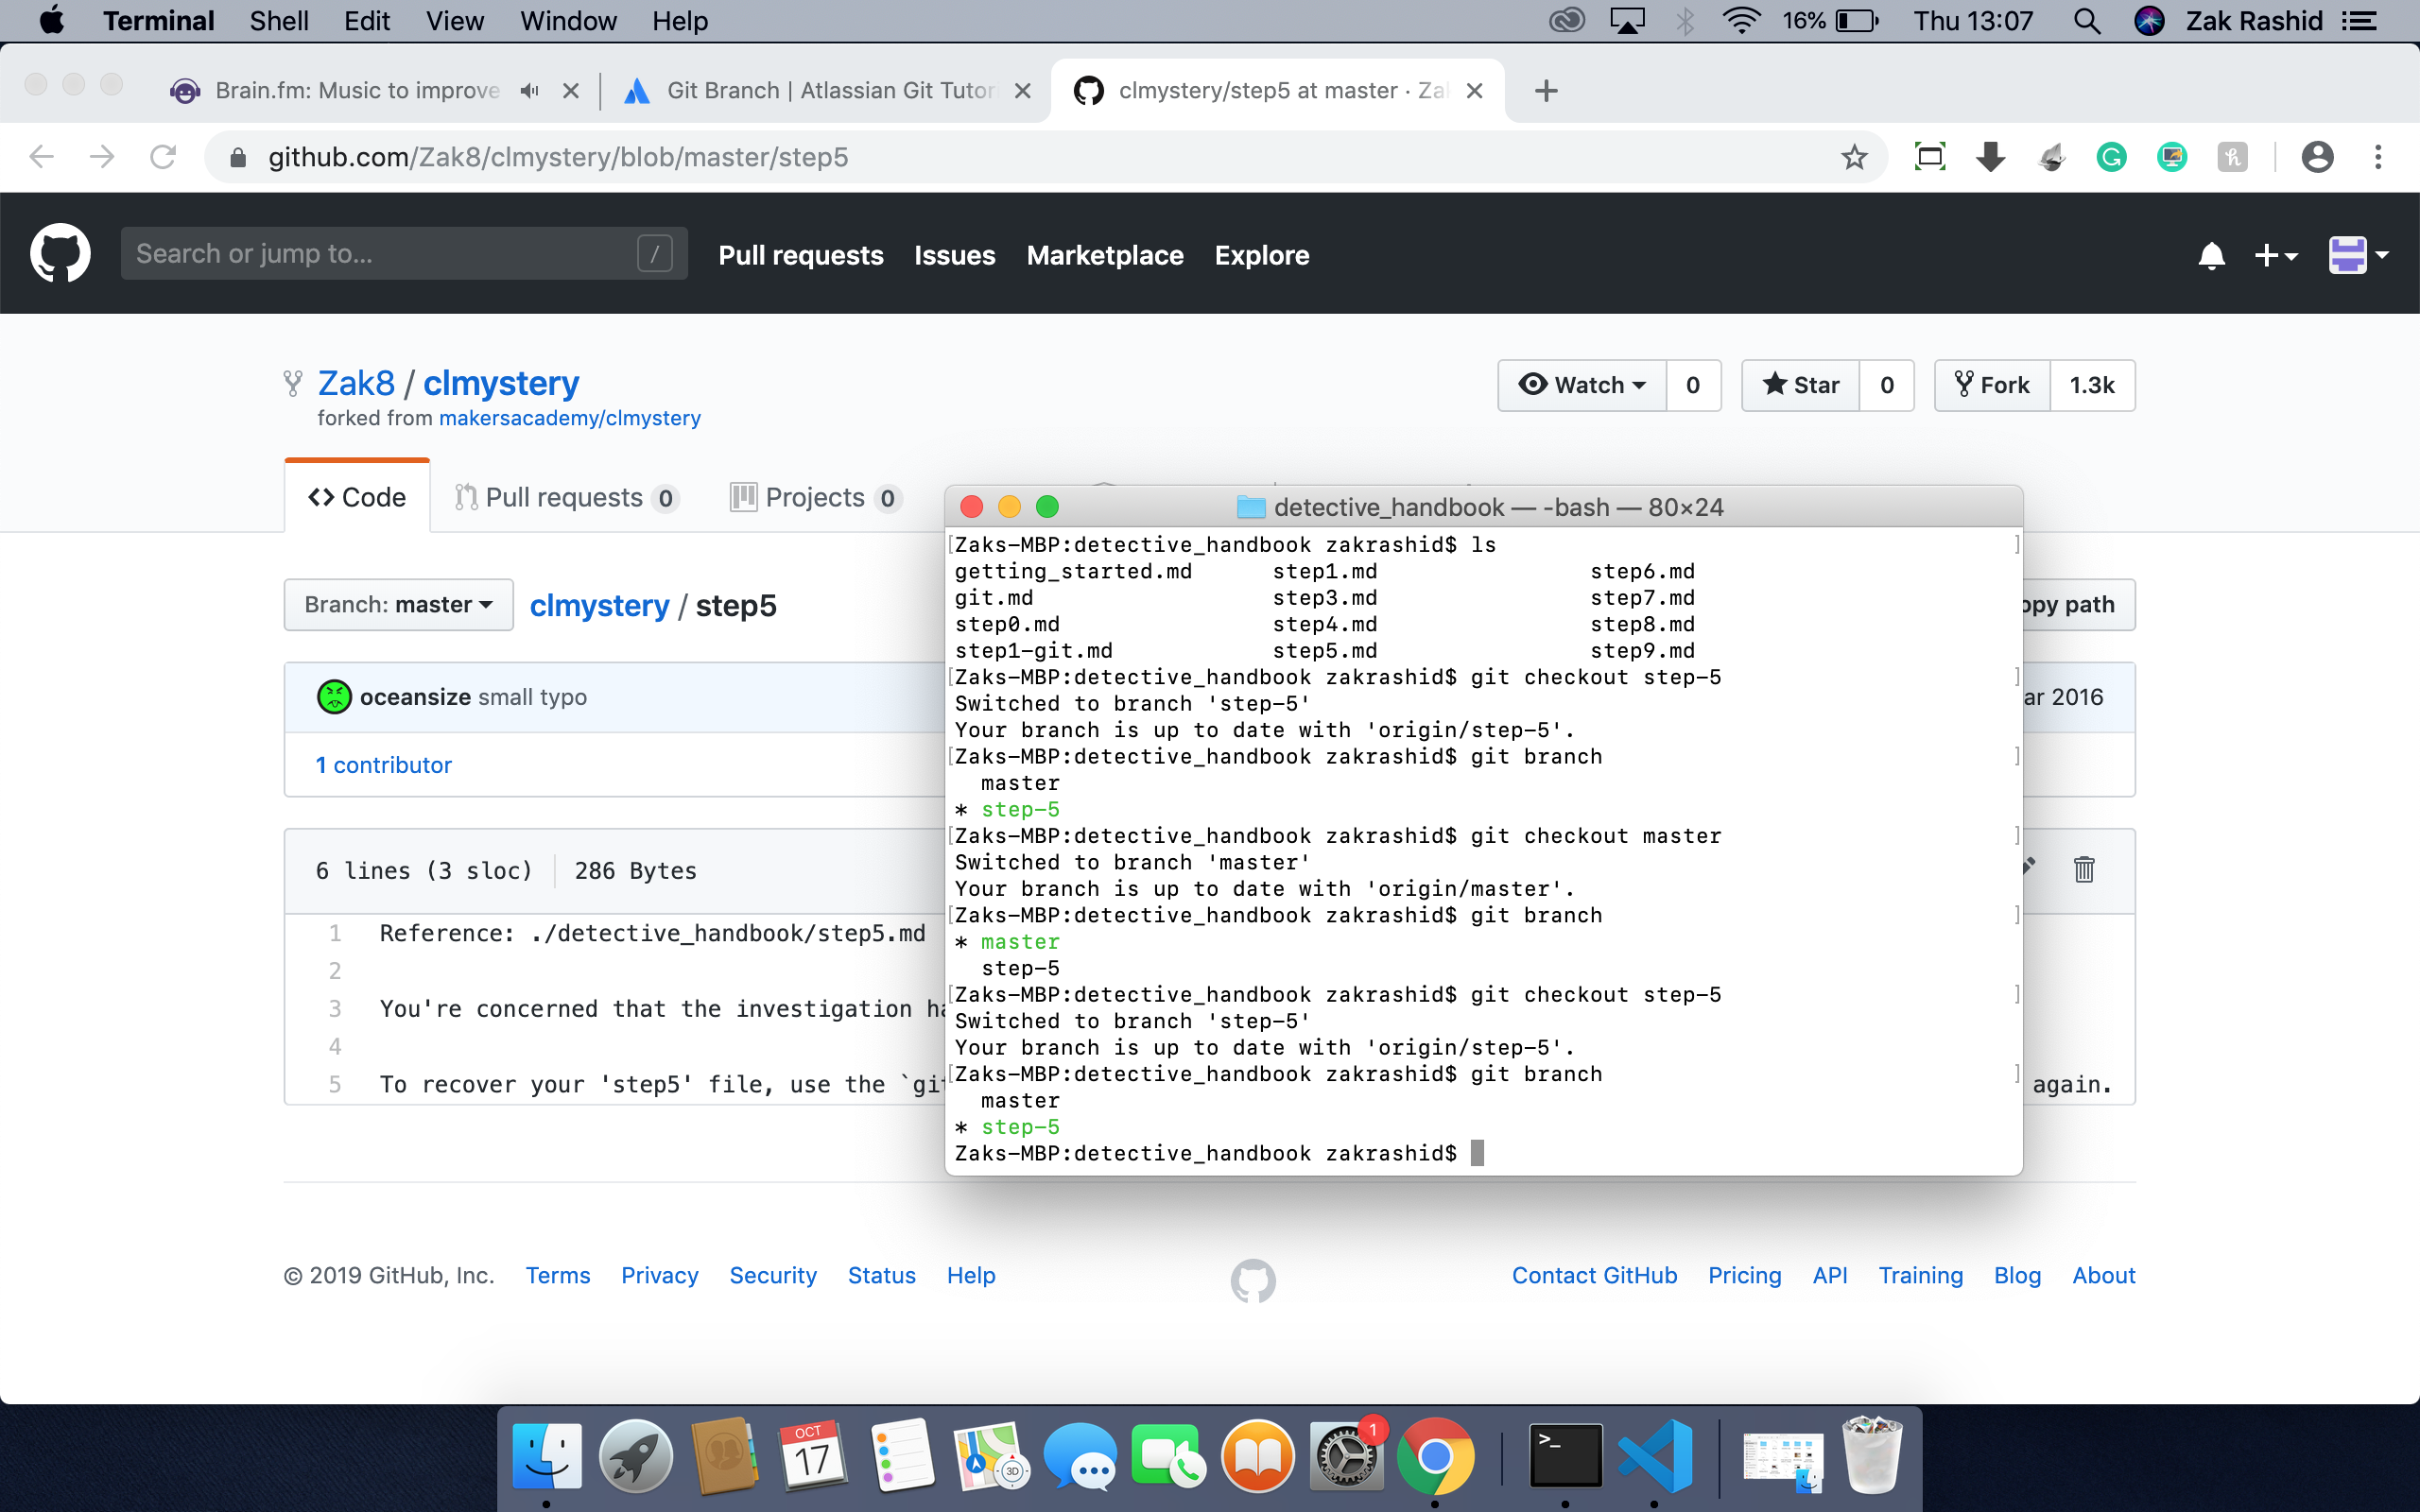 Terminal Shell Edit View Window Help 16% Thu 13:07 Zak Rashid
Brain.fm: Music to improve Git Branch | Atlassian Git Tutor clmystery/step5 at master · Za
github.com/Zak8/clmystery/blob/master/step5
Search or jump to... / Pull requests Issues Marketplace Explore
Zak8 / clmystery Watch 0 Star 0 Fork 1.3k
forked from makersacademy/clmystery
Code Pull requests 0 Projects 0
Branch: master clmystery / step5 opy path
oceansize small typo ar 2016
1 contributor
6 lines (3 sloc) 286 Bytes
1 Reference: ./detective_handbook/step5.md
2
3 You're concerned that the investigation ha
4
5 To recover your 'step5' file, use the `git again.
detective_handbook — -bash — 80×24
[Zaks-MBP:detective_handbook zakrashid$ ls ]
getting_started.md step1.md step6.md
git.md step3.md step7.md
step0.md step4.md step8.md
step1-git.md step5.md step9.md
[Zaks-MBP:detective_handbook zakrashid$ git checkout step-5 ]
Switched to branch 'step-5'
Your branch is up to date with 'origin/step-5'.
[Zaks-MBP:detective_handbook zakrashid$ git branch ]
master
* step-5
[Zaks-MBP:detective_handbook zakrashid$ git checkout master ]
Switched to branch 'master'
Your branch is up to date with 'origin/master'.
[Zaks-MBP:detective_handbook zakrashid$ git branch ]
* master
step-5
[Zaks-MBP:detective_handbook zakrashid$ git checkout step-5 ]
Switched to branch 'step-5'
Your branch is up to date with 'origin/step-5'.
[Zaks-MBP:detective_handbook zakrashid$ git branch ]
master
* step-5
Zaks-MBP:detective_handbook zakrashid$
© 2019 GitHub, Inc. Terms Privacy Security Status Help Contact GitHub Pricing API Training Blog About
OCT
17
3D
1
>_